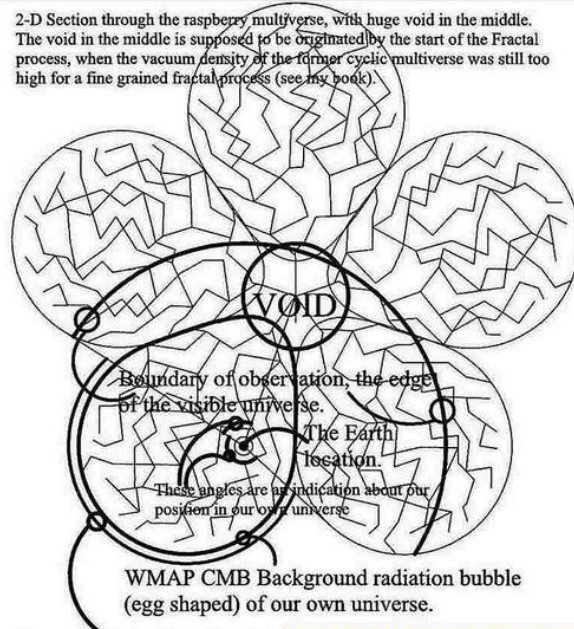 2-D Section through the raspberry multiverse, with huge void in the middle.
The void in the middle is supposed to be originated by the start of the Fractal
process, when the vacuum density of the former cyclic multiverse was still too
high for a fine grained fractal process (see my book).
VOID
Boundary of observation, the edge
of the visible universe.
The Earth
location.
These angles are an indication about our
position in our own universe
WMAP CMB Background radiation bubble
(egg shaped) of our own universe.